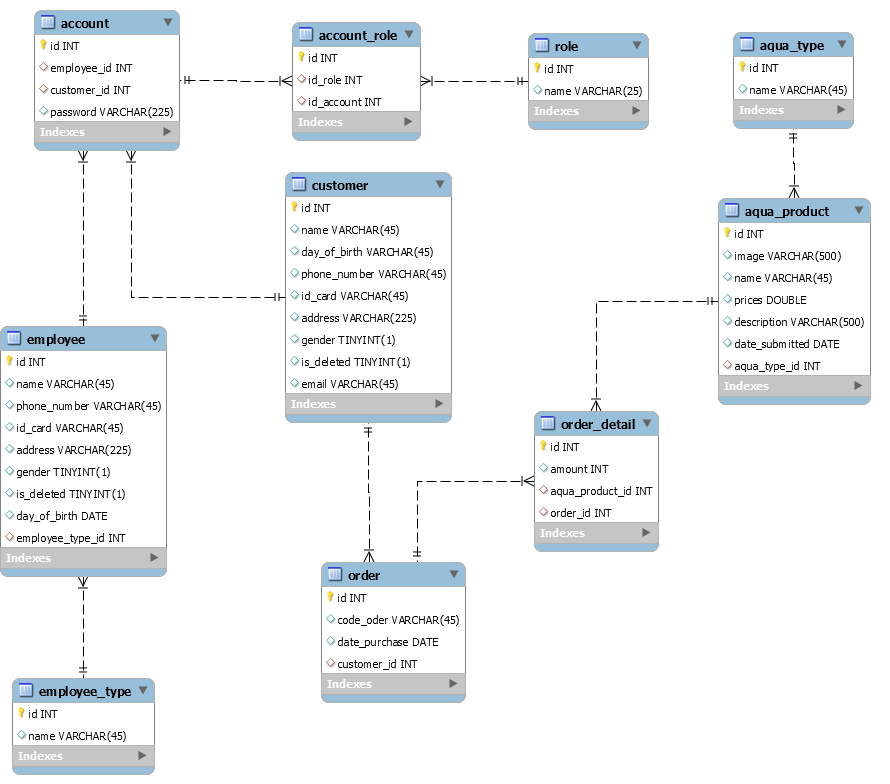 account
id INT
employee_id INT
customer_id INT
password VARCHAR(225)
Indexes
account_role
id INT
id_role INT
id_account INT
Indexes
role
id INT
name VARCHAR(25)
Indexes
aqua_type
id INT
name VARCHAR(45)
Indexes
customer
id INT
name VARCHAR(45)
day_of_birth VARCHAR(45)
phone_number VARCHAR(45)
id_card VARCHAR(45)
address VARCHAR(225)
gender TINYINT(1)
is_deleted TINYINT(1)
email VARCHAR(45)
Indexes
aqua_product
id INT
image VARCHAR(500)
name VARCHAR(45)
prices DOUBLE
description VARCHAR(500)
date_submitted DATE
aqua_type_id INT
Indexes
employee
id INT
name VARCHAR(45)
phone_number VARCHAR(45)
id_card VARCHAR(45)
address VARCHAR(225)
gender TINYINT(1)
is_deleted TINYINT(1)
day_of_birth DATE
employee_type_id INT
Indexes
order_detail
id INT
amount INT
aqua_product_id INT
order_id INT
Indexes
order
id INT
code_oder VARCHAR(45)
date_purchase DATE
customer_id INT
Indexes
employee_type
id INT
name VARCHAR(45)
Indexes